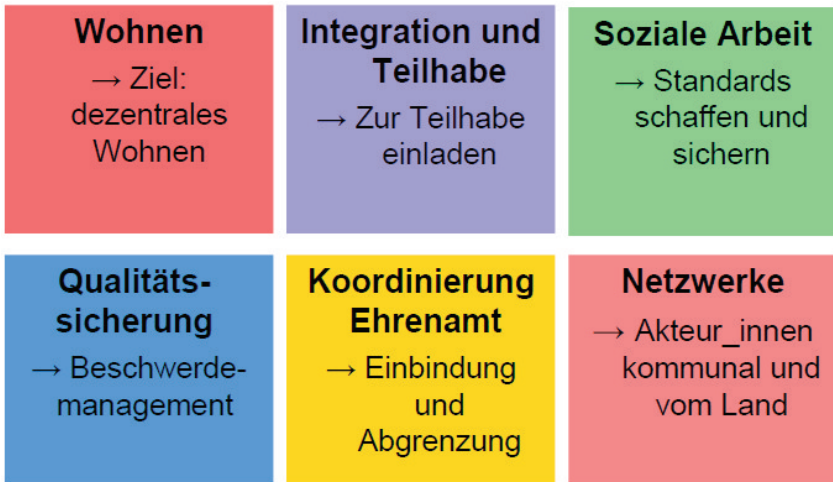 Wohnen
→ Ziel:
dezentrales
Wohnen
Integration und
Teilhabe
→ Zur Teilhabe
einladen
Soziale Arbeit
→ Standards
schaffen und
sichern
Qualitäts-
sicherung
→ Beschwerde-
management
Koordinierung
Ehrenamt
→ Einbindung
und
Abgrenzung
Netzwerke
→ Akteur_innen
kommunal und
vom Land